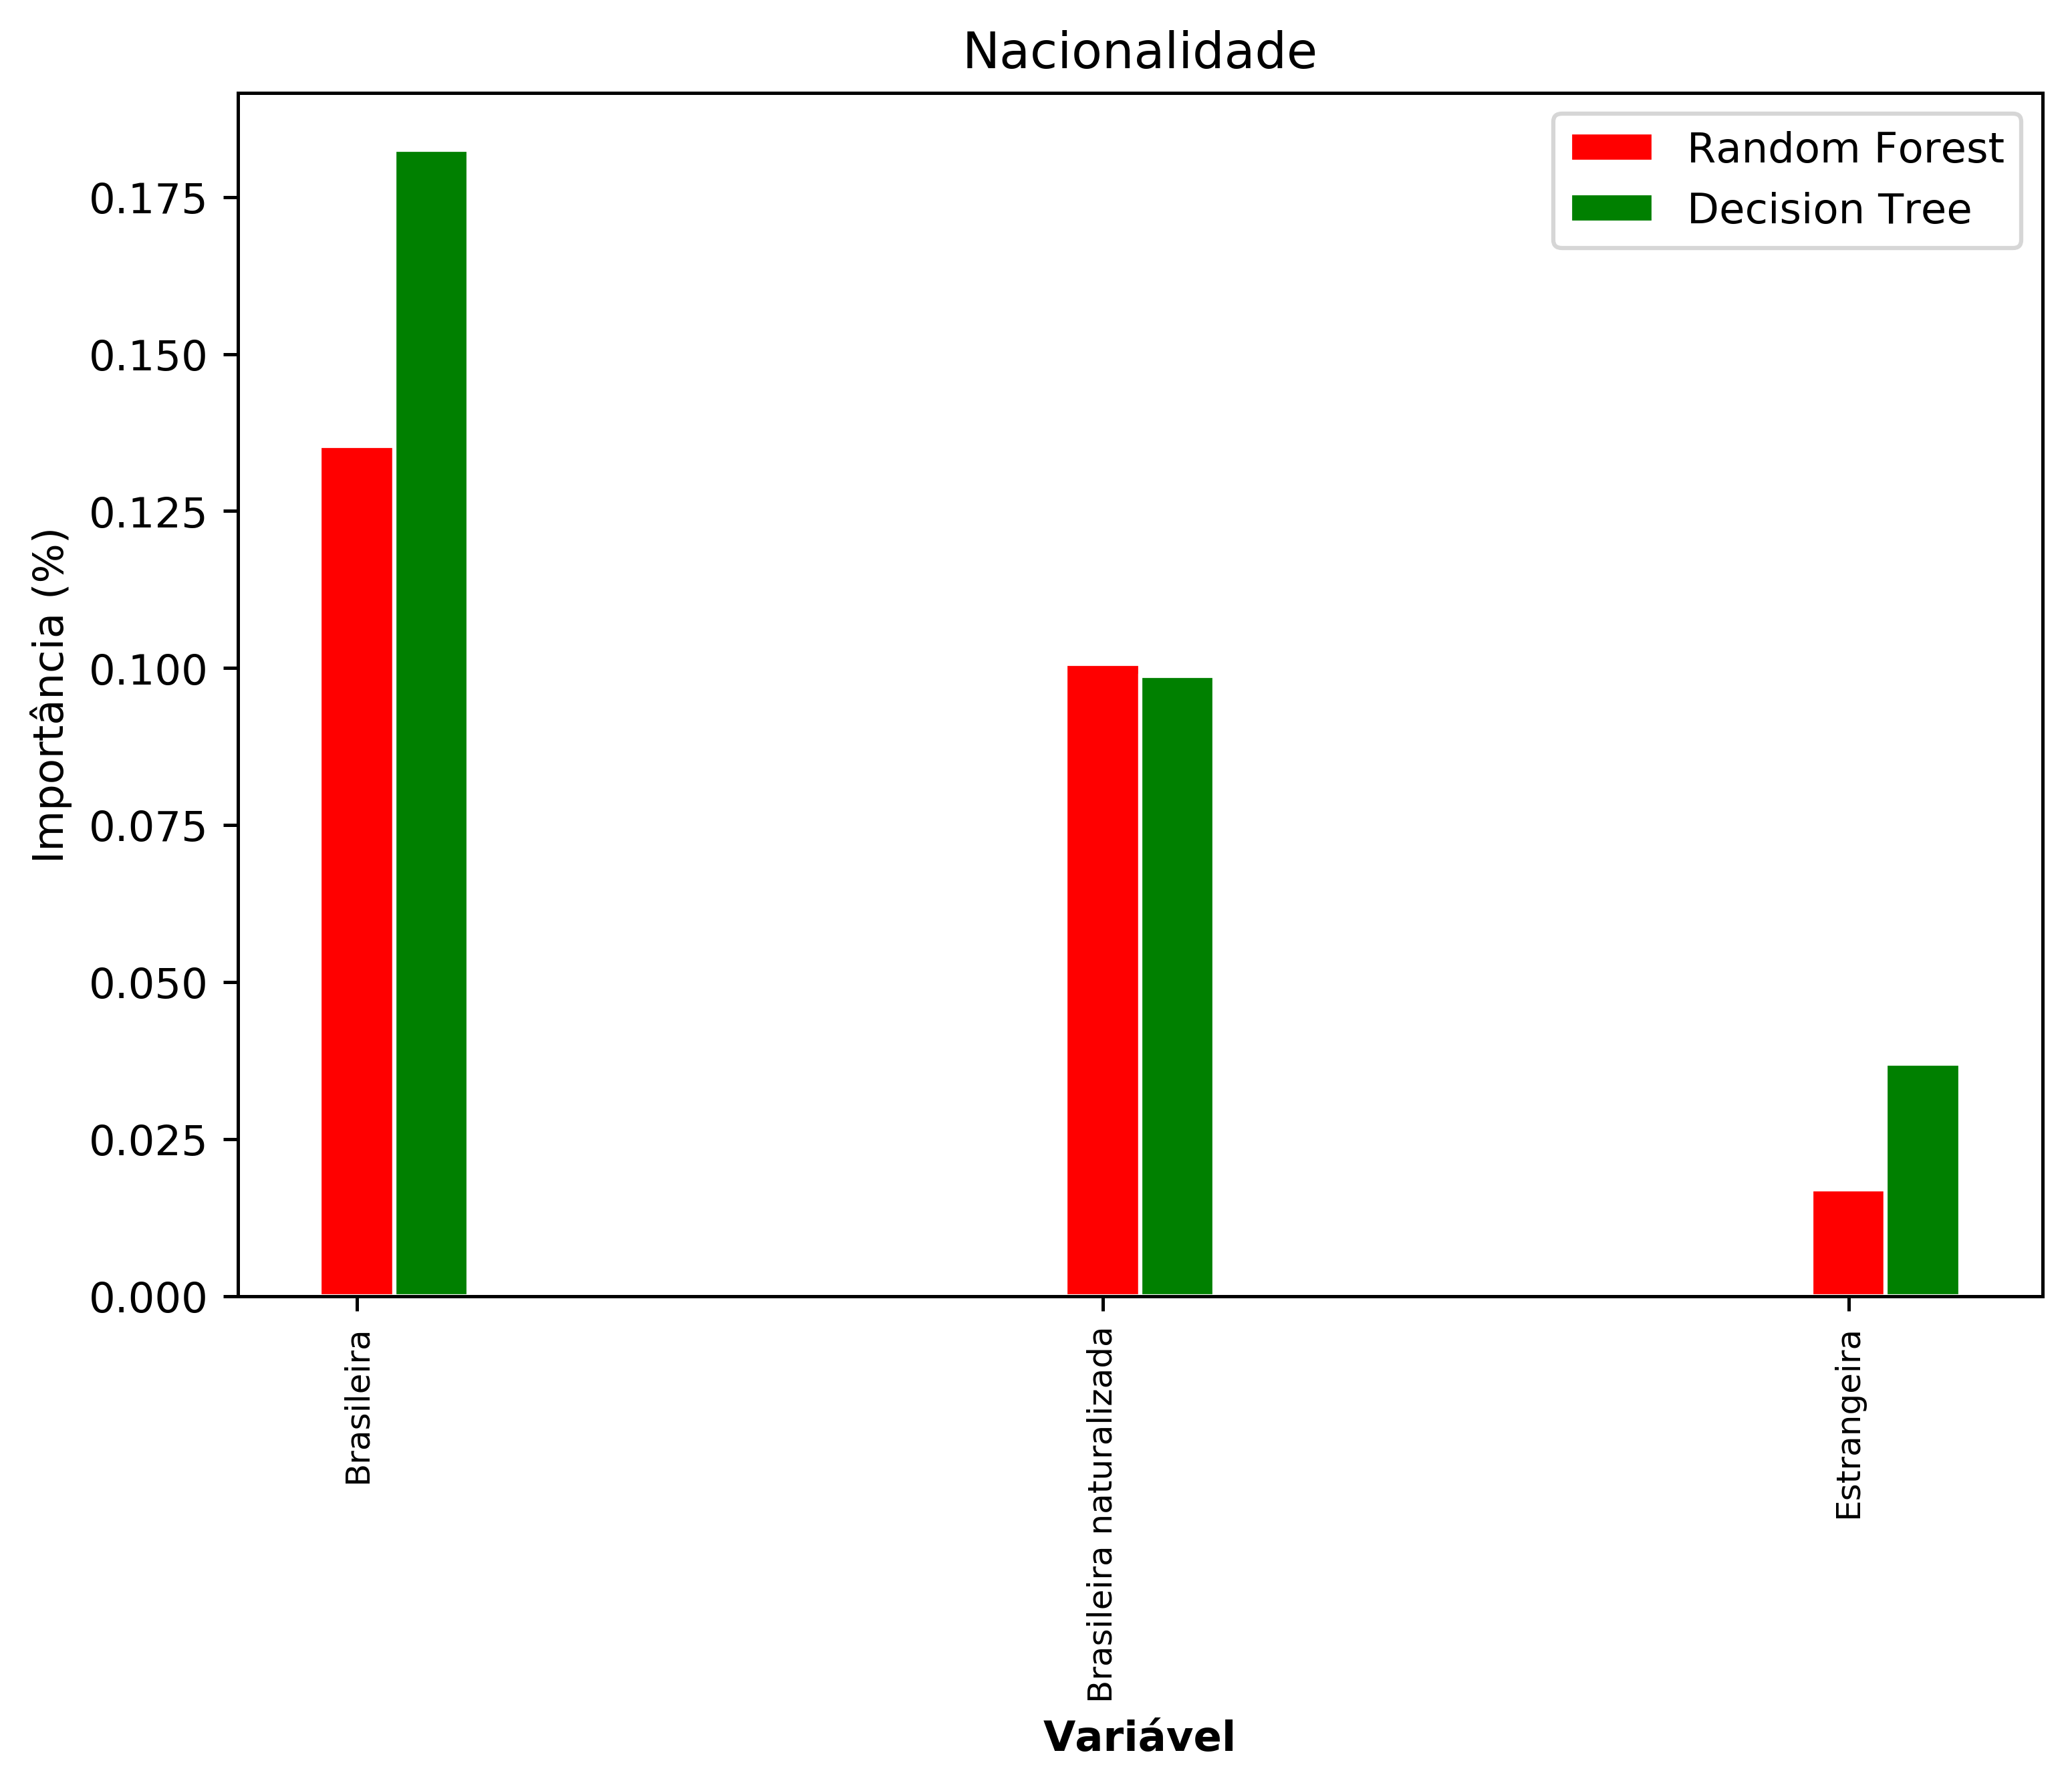 Nacionalidade
Random Forest
Decision Tree
Importância (%)
0.175
0.150
0.125
0.100
0.075
0.050
0.025
0.000
Brasileira
Brasileira naturalizada
Estrangeira
Variável